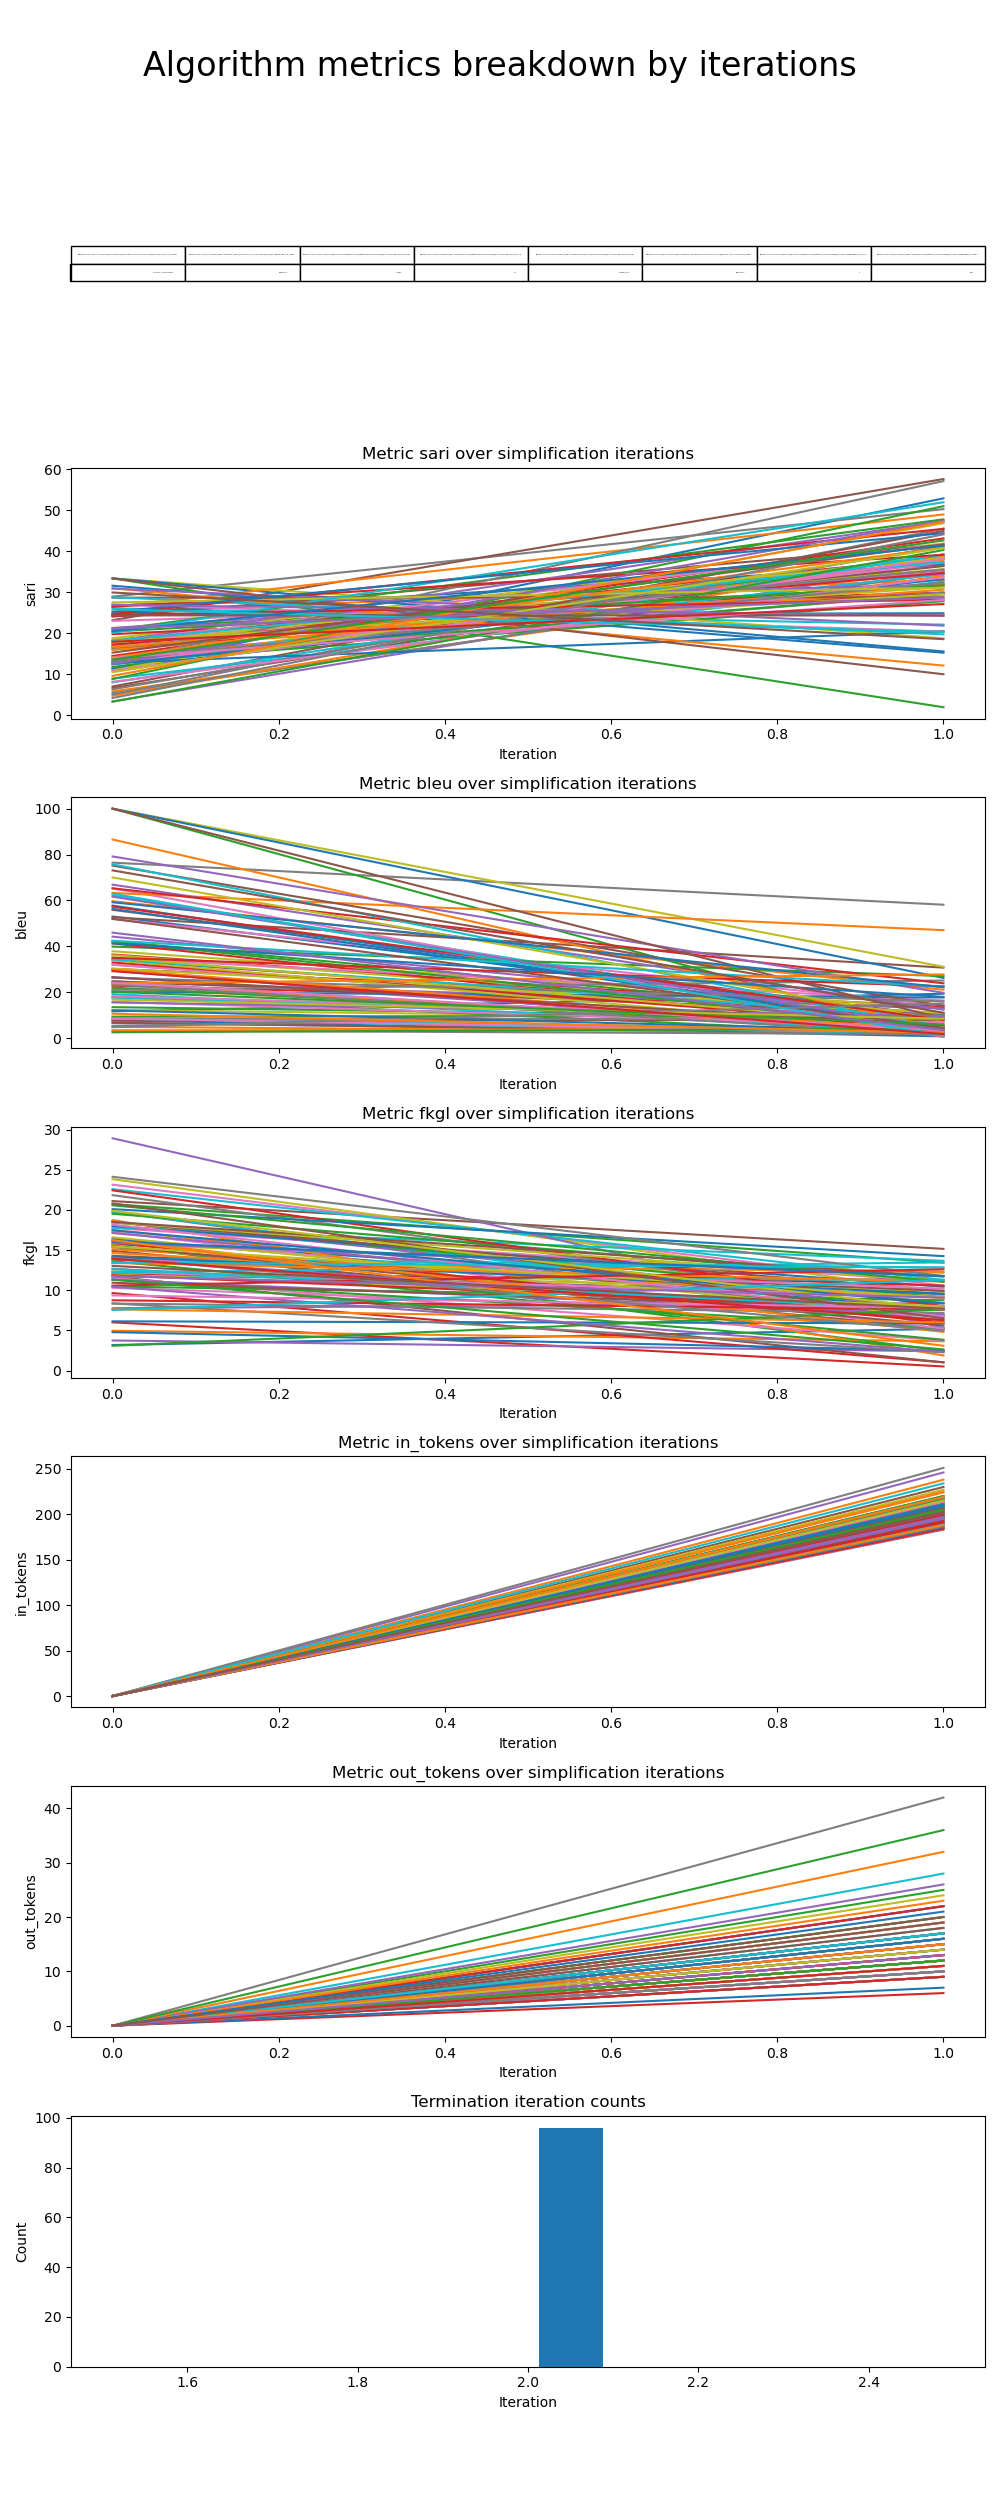 Algorithm metrics breakdown by iterations
Metric sari over simplification iterations
60
50
40
30
20
10
0
sari
0.0 0.2 0.4 0.6 0.8 1.0
Iteration
Metric bleu over simplification iterations
100
80
60
40
20
0
bleu
0.0 0.2 0.4 0.6 0.8 1.0
Iteration
Metric fkgl over simplification iterations
30
25
20
15
10
5
0
fkgl
0.0 0.2 0.4 0.6 0.8 1.0
Iteration
Metric in_tokens over simplification iterations
250
200
150
100
50
0
in_tokens
0.0 0.2 0.4 0.6 0.8 1.0
Iteration
Metric out_tokens over simplification iterations
40
30
20
10
0
out_tokens
0.0 0.2 0.4 0.6 0.8 1.0
Iteration
Termination iteration counts
100
80
60
40
20
0
Count
1.6 1.8 2.0 2.2 2.4
Iteration